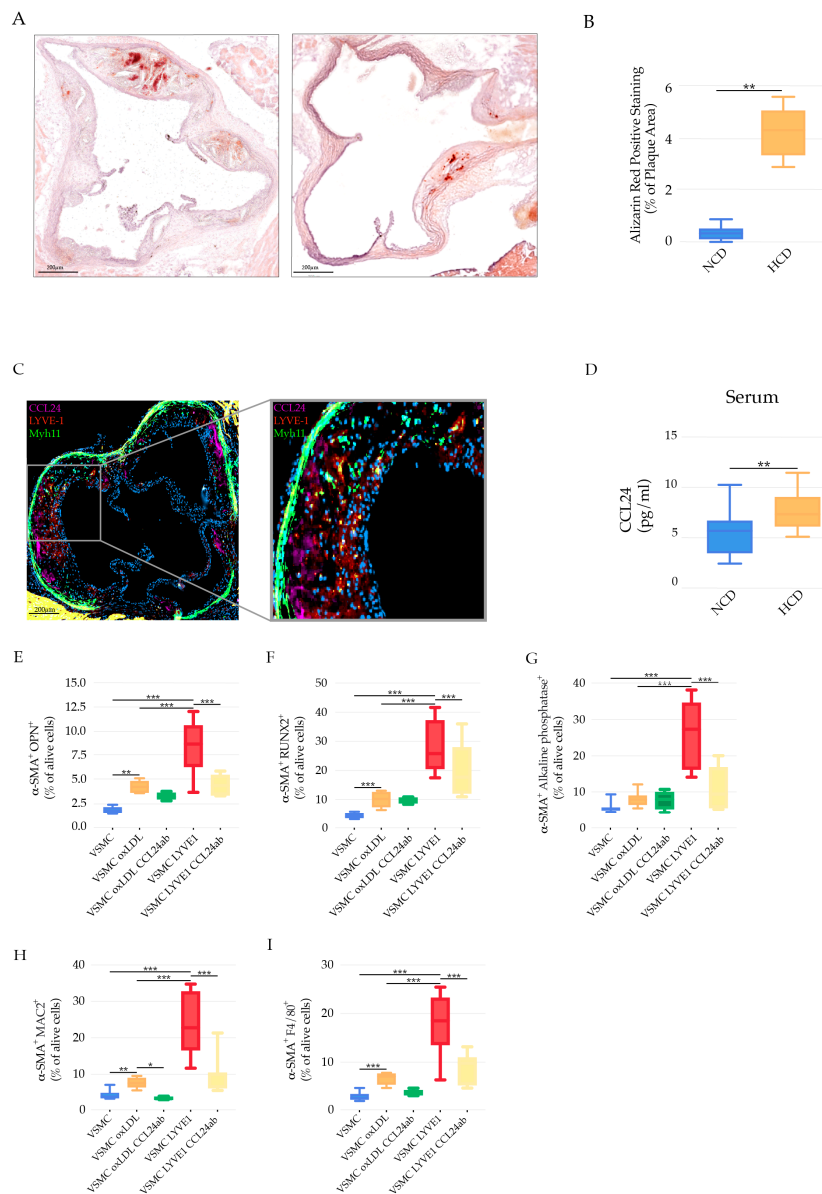 A
200μm
200μm
B
Alizarin Red Positive Staining
(% of Plaque Area)
6
4
2
0
**
NCD
HCD
C
CCL24
LYVE-1
Myh11
200μm
CCL24
LYVE-1
Myh11
D
Serum
CCL24
(pg/ml)
15
10
5
0
**
NCD
HCD
E
α-SMA⁺ OPN⁺
(% of alive cells)
15.0
12.5
10.0
7.5
5.0
2.5
0.0
***
***
***
**
VSMC
VSMC oxLDL
VSMC oxLDL CCL24ab
VSMC LYVE1
VSMC LYVE1 CCL24ab
F
α-SMA⁺ RUNX2⁺
(% of alive cells)
50
40
30
20
10
0
***
***
***
***
VSMC
VSMC oxLDL
VSMC oxLDL CCL24ab
VSMC LYVE1
VSMC LYVE1 CCL24ab
G
α-SMA⁺ Alkaline phosphatase⁺
(% of alive cells)
40
30
20
10
0
***
***
***
VSMC
VSMC oxLDL
VSMC oxLDL CCL24ab
VSMC LYVE1
VSMC LYVE1 CCL24ab
H
α-SMA⁺ MAC2⁺
(% of alive cells)
40
30
20
10
0
***
***
***
**
*
VSMC
VSMC oxLDL
VSMC oxLDL CCL24ab
VSMC LYVE1
VSMC LYVE1 CCL24ab
I
α-SMA⁺ F4/80⁺
(% of alive cells)
30
20
10
0
***
***
***
***
VSMC
VSMC oxLDL
VSMC oxLDL CCL24ab
VSMC LYVE1
VSMC LYVE1 CCL24ab